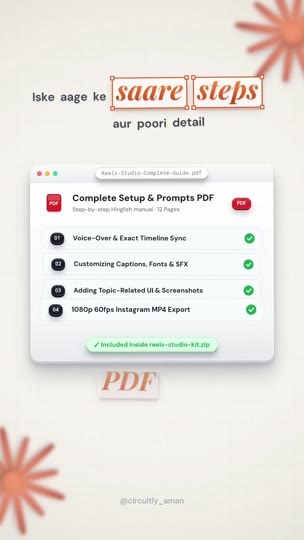 Iske aage ke saare steps
aur poori detail
Reels-Studio-Complete-Guide.pdf
PDF
Complete Setup & Prompts PDF
PDF
Step-by-step Hinglish manual · 12 Pages
01 Voice-Over & Exact Timeline Sync
02 Customizing Captions, Fonts & SFX
03 Adding Topic-Related UI & Screenshots
04 1080p 60fps Instagram MP4 Export
✓ Included Inside reels-studio-kit.zip
PDF
@circuitly_aman